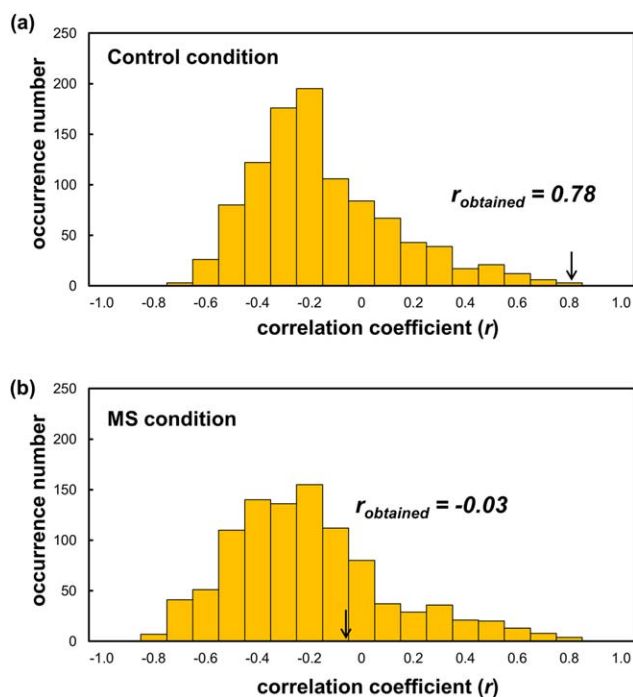 (a)
250
200
150
100
50
0
occurrence number
Control condition
r_obtained = 0.78
-1.0 -0.8 -0.6 -0.4 -0.2 0 0.2 0.4 0.6 0.8 1.0
correlation coefficient (r)
(b)
250
200
150
100
50
0
occurrence number
MS condition
r_obtained = -0.03
-1.0 -0.8 -0.6 -0.4 -0.2 0 0.2 0.4 0.6 0.8 1.0
correlation coefficient (r)